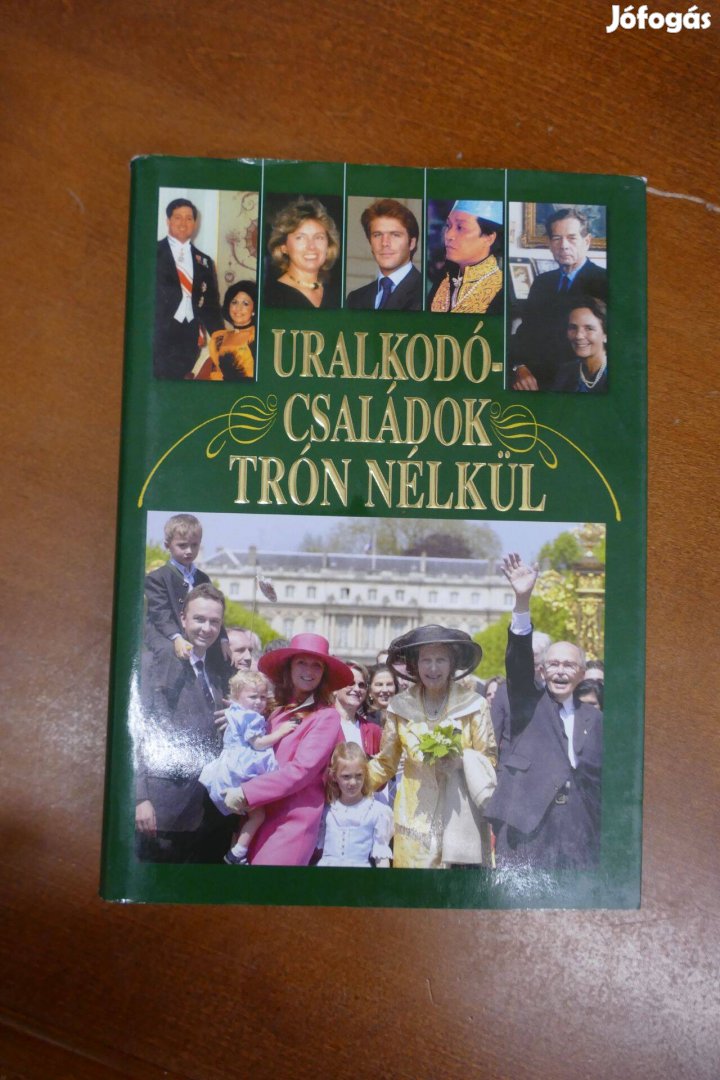 Jófogás
URALKODÓ-
CSALÁDOK
TRÓN NÉLKÜL